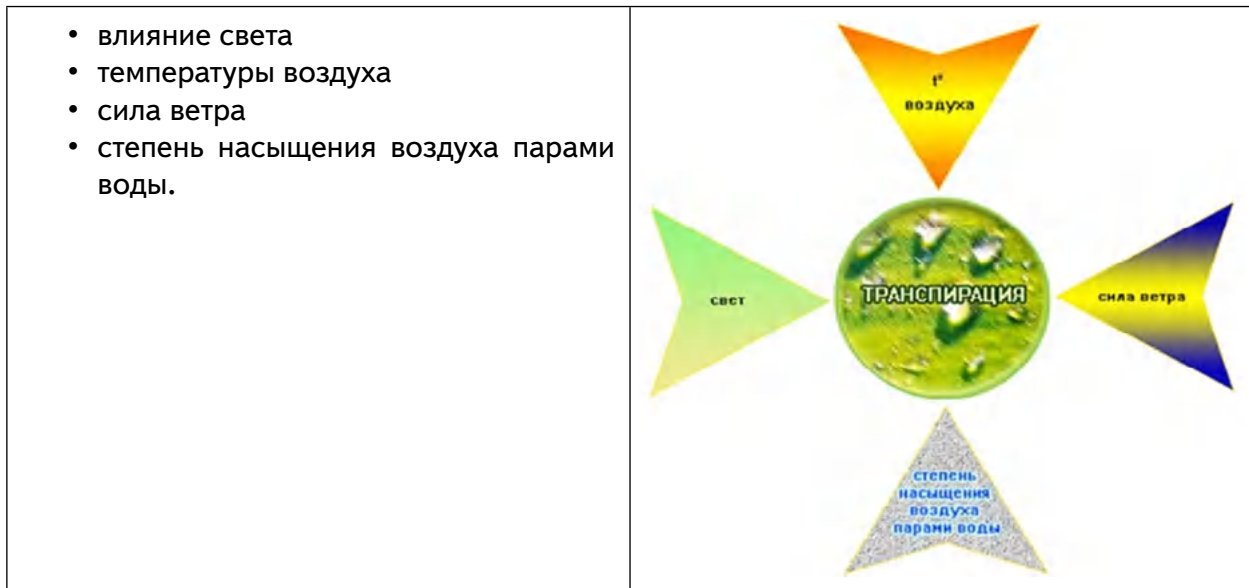 • влияние света
• температуры воздуха
• сила ветра
• степень насыщения воздуха парами
воды.
t°
воздуха
свет
ТРАНСПИРАЦИЯ
сила ветра
степень
насыщения
воздуха
парами воды